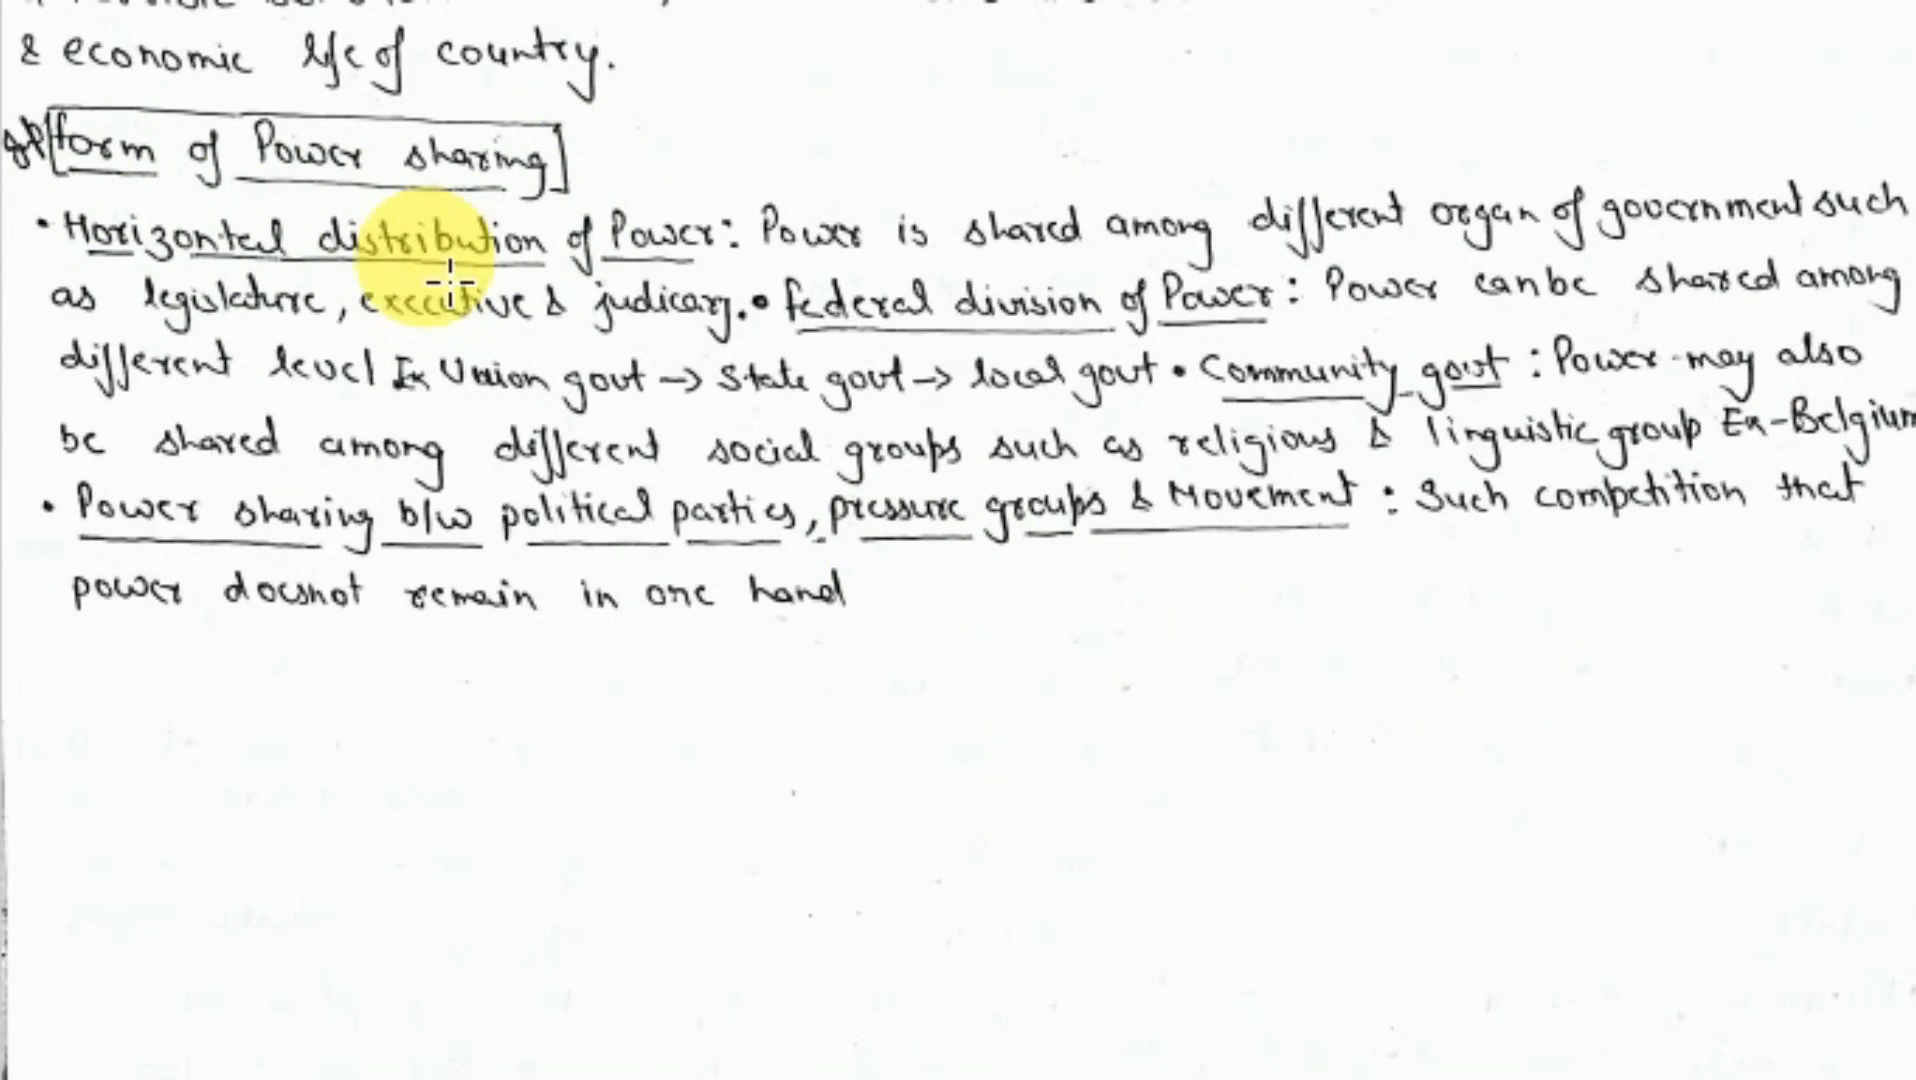 & economic life of country.
form of Power sharing
• Horizontal distribution of Power: Power is shared among different organ of government such
as legislature, executive & judicary. • federal division of Power: Power canbe shared among
different level Ex Union govt → State govt → local govt • Community govt : Power may also
be shared among different social groups such as religious & linguistic group Ex-Belgium
• Power sharing b/w political parties, pressure groups & Movement : Such competition that
power doesnot remain in one hand